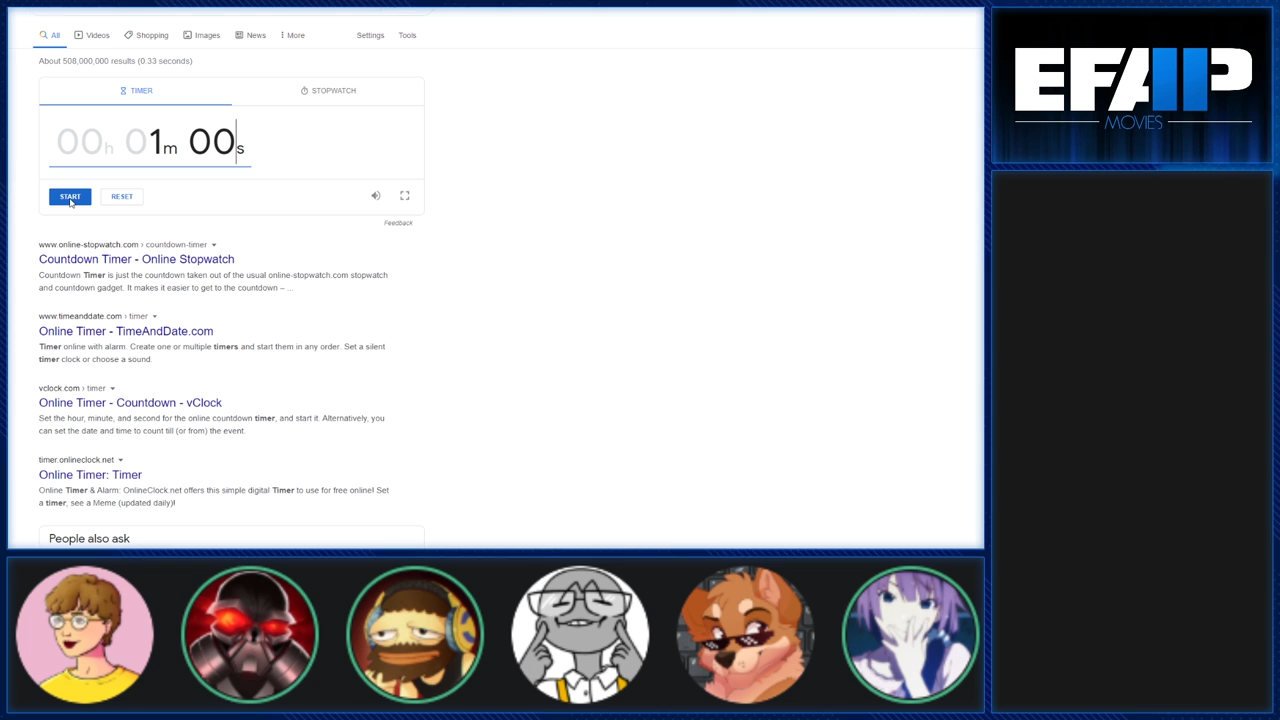 All Videos Shopping Images News More Settings Tools
About 508,000,000 results (0.33 seconds)
TIMER STOPWATCH
00h 01m 00s
START RESET
Feedback
www.online-stopwatch.com › countdown-timer
Countdown Timer - Online Stopwatch
Countdown Timer is just the countdown taken out of the usual online-stopwatch.com stopwatch
and countdown gadget. It makes it easier to get to the countdown – ...
www.timeanddate.com › timer
Online Timer - TimeAndDate.com
Timer online with alarm. Create one or multiple timers and start them in any order. Set a silent
timer clock or choose a sound.
vclock.com › timer
Online Timer - Countdown - vClock
Set the hour, minute, and second for the online countdown timer, and start it. Alternatively, you
can set the date and time to count till (or from) the event.
timer.onlineclock.net
Online Timer: Timer
Online Timer & Alarm: OnlineClock.net offers this simple digital Timer to use for free online! Set
a timer, see a Meme (updated daily)!
People also ask
EFAP
MOVIES